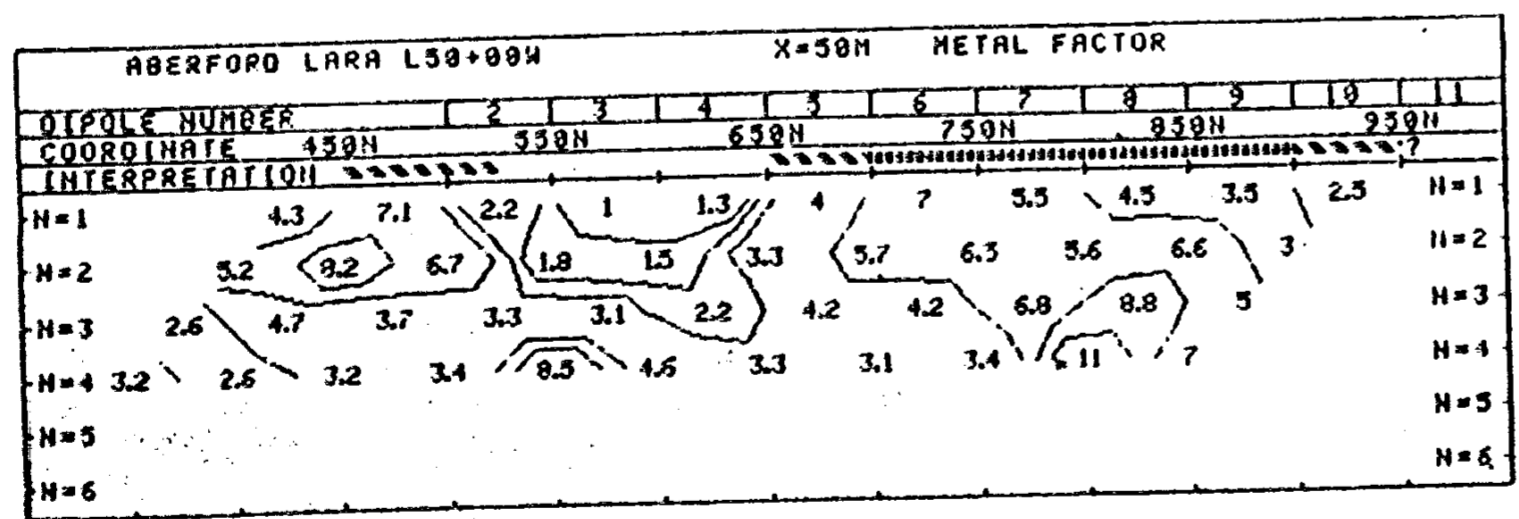 ABERFORD LARA L50+00W X=50M METAL FACTOR
DIPOLE NUMBER 2 3 4 5 6 7 8 9 10 11
COORDINATE 450N 550N 650N 750N 850N 950N
INTERPRETATION ?
N=1 4.3 7.1 2.2 1 1.3 4 7 5.5 4.5 3.5 2.5 N=1
N=2 5.2 9.2 6.7 1.8 1.5 3.3 5.7 6.3 5.6 6.6 3 N=2
N=3 2.6 4.7 3.7 3.3 3.1 2.2 4.2 4.2 6.8 8.8 5 N=3
N=4 3.2 2.6 3.2 3.4 8.5 4.6 3.3 3.1 3.4 11 7 N=4
N=5 N=5
N=6 N=6